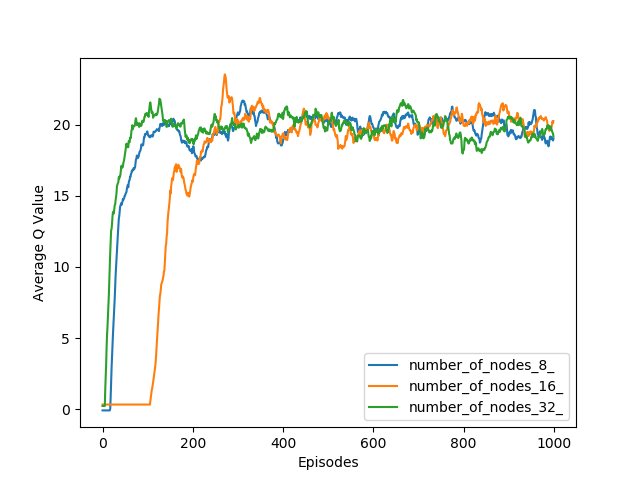 20
15
10
5
0
Average Q Value
number_of_nodes_8_
number_of_nodes_16_
number_of_nodes_32_
0 200 400 600 800 1000
Episodes